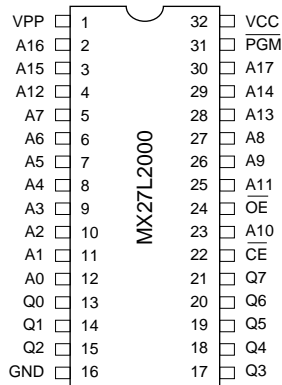 VPP 1 32 VCC
A16 2 31 PGM
A15 3 30 A17
A12 4 29 A14
A7 5 28 A13
A6 6 27 A8
A5 7 26 A9
A4 8 25 A11
A3 9 24 OE
A2 10 23 A10
A1 11 22 CE
A0 12 21 Q7
Q0 13 20 Q6
Q1 14 19 Q5
Q2 15 18 Q4
GND 16 17 Q3
MX27L2000